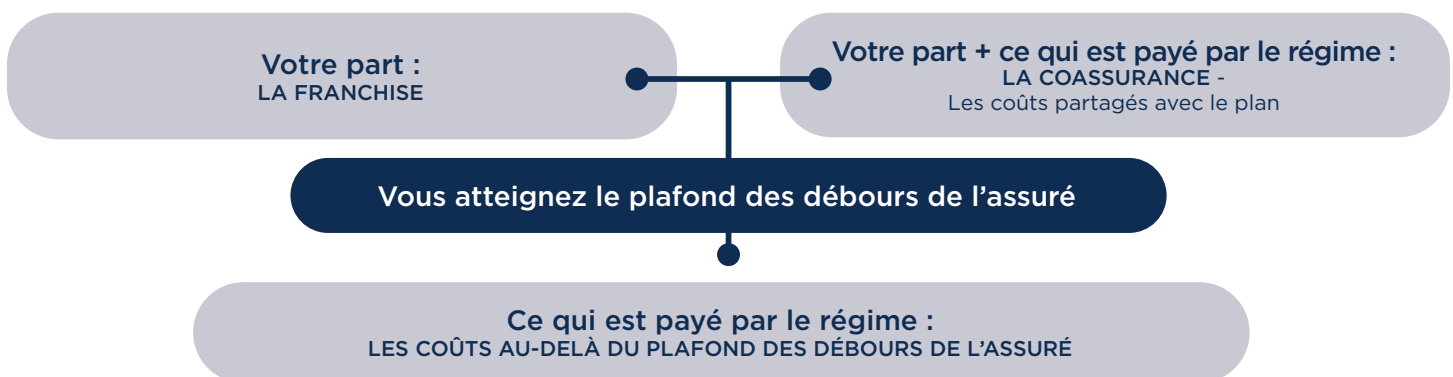 Votre part :
LA FRANCHISE
Votre part + ce qui est payé par le régime :
LA COASSURANCE -
Les coûts partagés avec le plan
Vous atteignez le plafond des débours de l'assuré
Ce qui est payé par le régime :
LES COÛTS AU-DELÀ DU PLAFOND DES DÉBOURS DE L'ASSURÉ